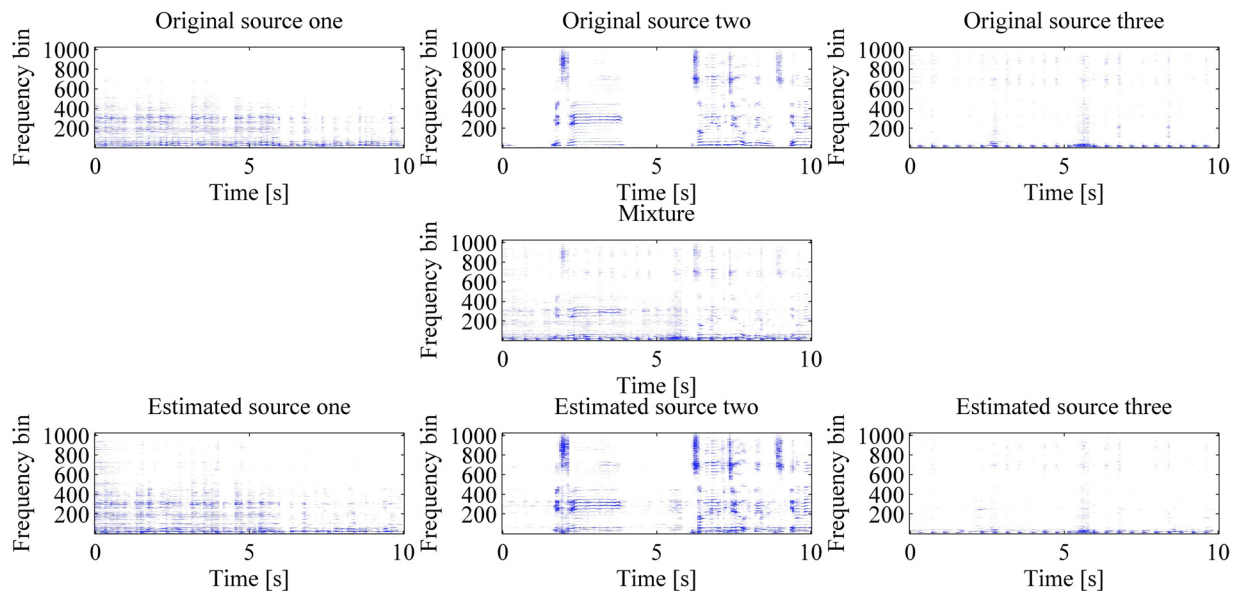 Original source one
Original source two
Original source three
Frequency bin
1000
800
600
400
200
0
5
10
Time [s]
Frequency bin
1000
800
600
400
200
0
5
10
Time [s]
Frequency bin
1000
800
600
400
200
0
5
10
Time [s]
Mixture
Frequency bin
1000
800
600
400
200
0
5
10
Time [s]
Estimated source one
Estimated source two
Estimated source three
Frequency bin
1000
800
600
400
200
0
5
10
Time [s]
Frequency bin
1000
800
600
400
200
0
5
10
Time [s]
Frequency bin
1000
800
600
400
200
0
5
10
Time [s]